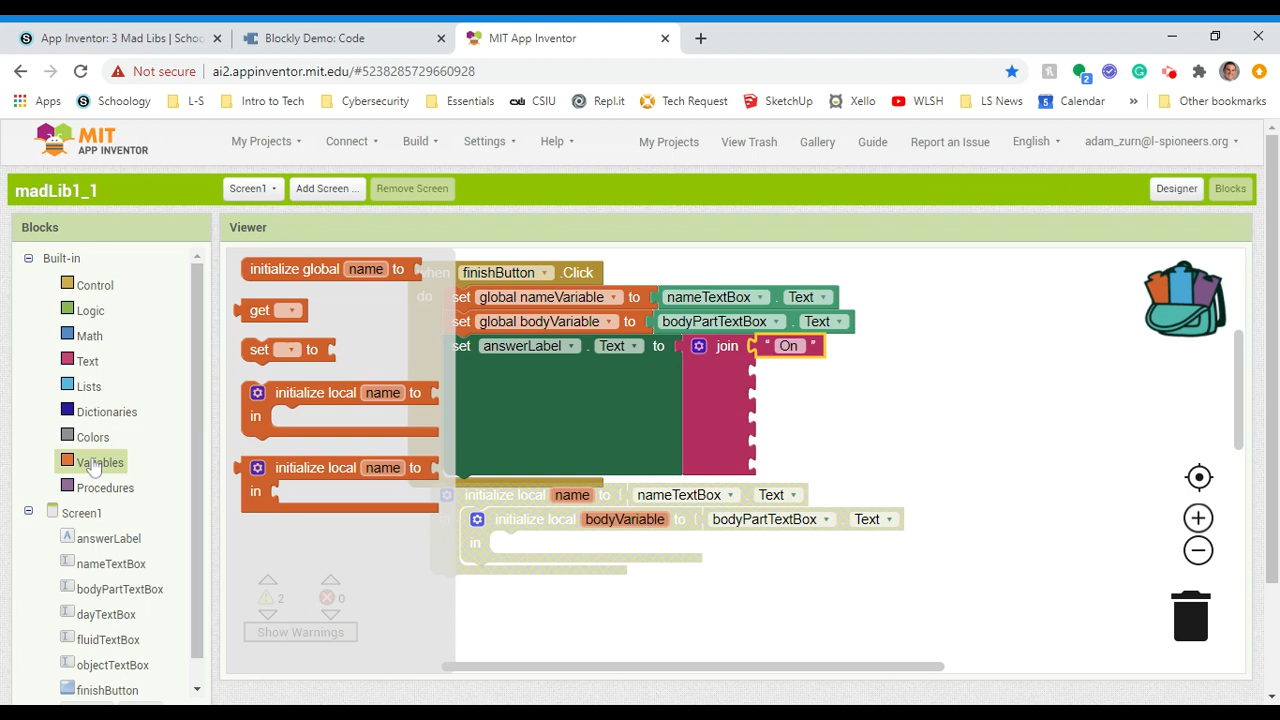 App Inventor: 3 Mad Libs | Schoo
Blockly Demo: Code
MIT App Inventor
Not secure
ai2.appinventor.mit.edu/#5238285729660928
2
Apps
Schoology
L-S
Intro to Tech
Cybersecurity
Essentials
CSIU
Repl.it
Tech Request
SketchUp
Xello
WLSH
LS News
5
Calendar
Other bookmarks
MIT
APP INVENTOR
My Projects
Connect
Build
Settings
Help
My Projects
View Trash
Gallery
Guide
Report an Issue
English
adam_zurn@l-spioneers.org
madLib1_1
Screen1
Add Screen ...
Remove Screen
Designer
Blocks
Blocks
Viewer
Built-in
Control
Logic
Math
Text
Lists
Dictionaries
Colors
Variables
Procedures
Screen1
answerLabel
nameTextBox
bodyPartTextBox
dayTextBox
fluidTextBox
objectTextBox
finishButton
initialize global name to
get
set to
initialize local name to
in
initialize local name to
in
2
0
Show Warnings
when finishButton .Click
do set global nameVariable to nameTextBox . Text
set global bodyVariable to bodyPartTextBox . Text
set answerLabel . Text to join " On "
initialize local name to nameTextBox . Text
initialize local bodyVariable to bodyPartTextBox . Text
in